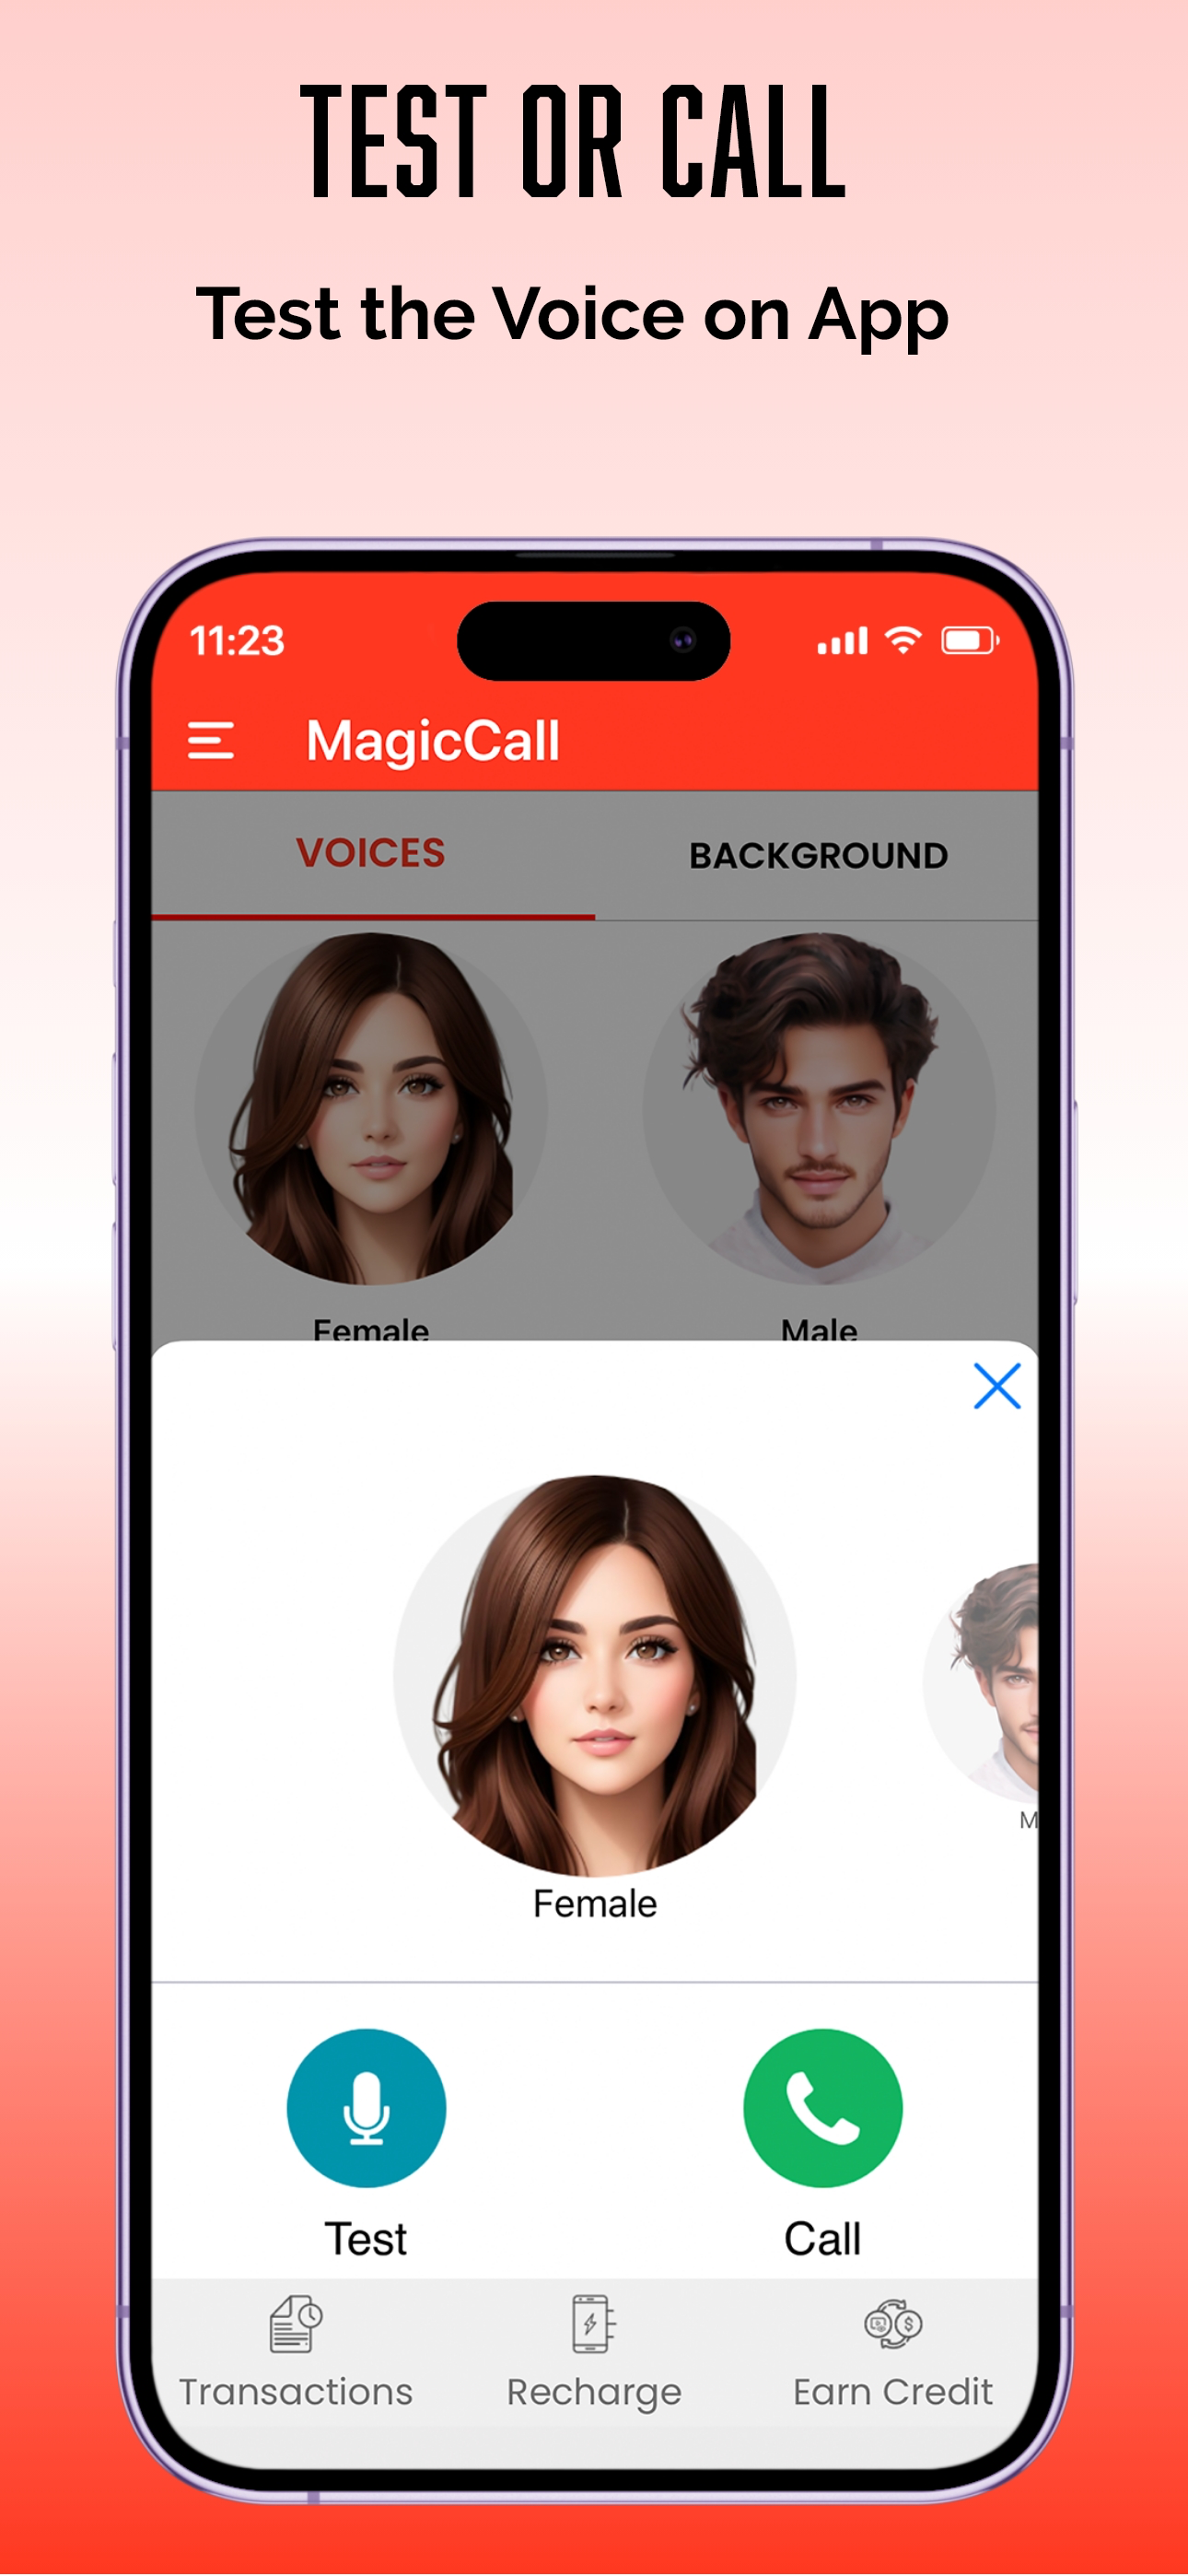 TEST OR CALL
Test the Voice on App
11:23
MagicCall
VOICES
BACKGROUND
Female
Male
M
Female
Test
Call
Transactions
Recharge
Earn Credit